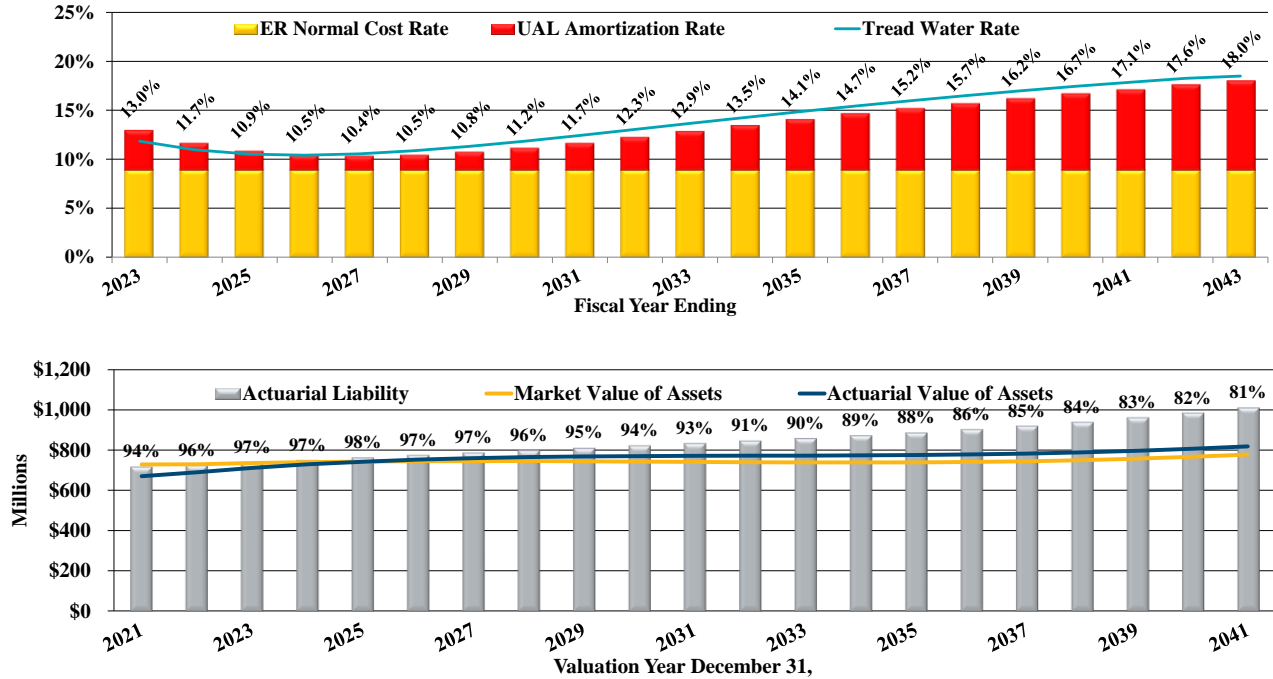 25%
20%
15%
10%
5%
0%
ER Normal Cost Rate UAL Amortization Rate Tread Water Rate
13.0% 11.7% 10.9% 10.5% 10.4% 10.5% 10.8% 11.2% 11.7% 12.3% 12.9% 13.5% 14.1% 14.7% 15.2% 15.7% 16.2% 16.7% 17.1% 17.6% 18.0%
2023 2025 2027 2029 2031 2033 2035 2037 2039 2041 2043
Fiscal Year Ending
$1,200
$1,000
$800
$600
$400
$200
$0
Millions
Actuarial Liability Market Value of Assets Actuarial Value of Assets
94% 96% 97% 97% 98% 97% 97% 96% 95% 94% 93% 91% 90% 89% 88% 86% 85% 84% 83% 82% 81%
2021 2023 2025 2027 2029 2031 2033 2035 2037 2039 2041
Valuation Year December 31,